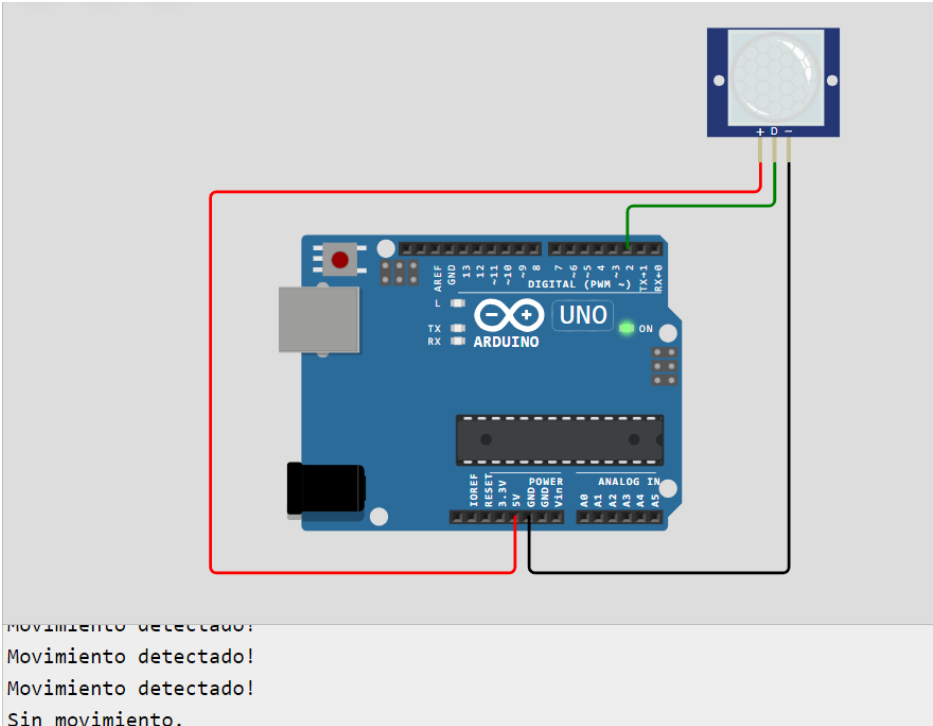 + D −
AREF
GND
13
12
~11
~10
~9
8
7
~6
~5
4
~3
2
TX→1
RX←0
DIGITAL (PWM ~)
L
TX
RX
UNO
ARDUINO
ON
IOREF
RESET
3.3V
5V
GND
GND
Vin
POWER
ANALOG IN
A0
A1
A2
A3
A4
A5
Movimiento detectado!
Movimiento detectado!
Movimiento detectado!
Sin movimiento.